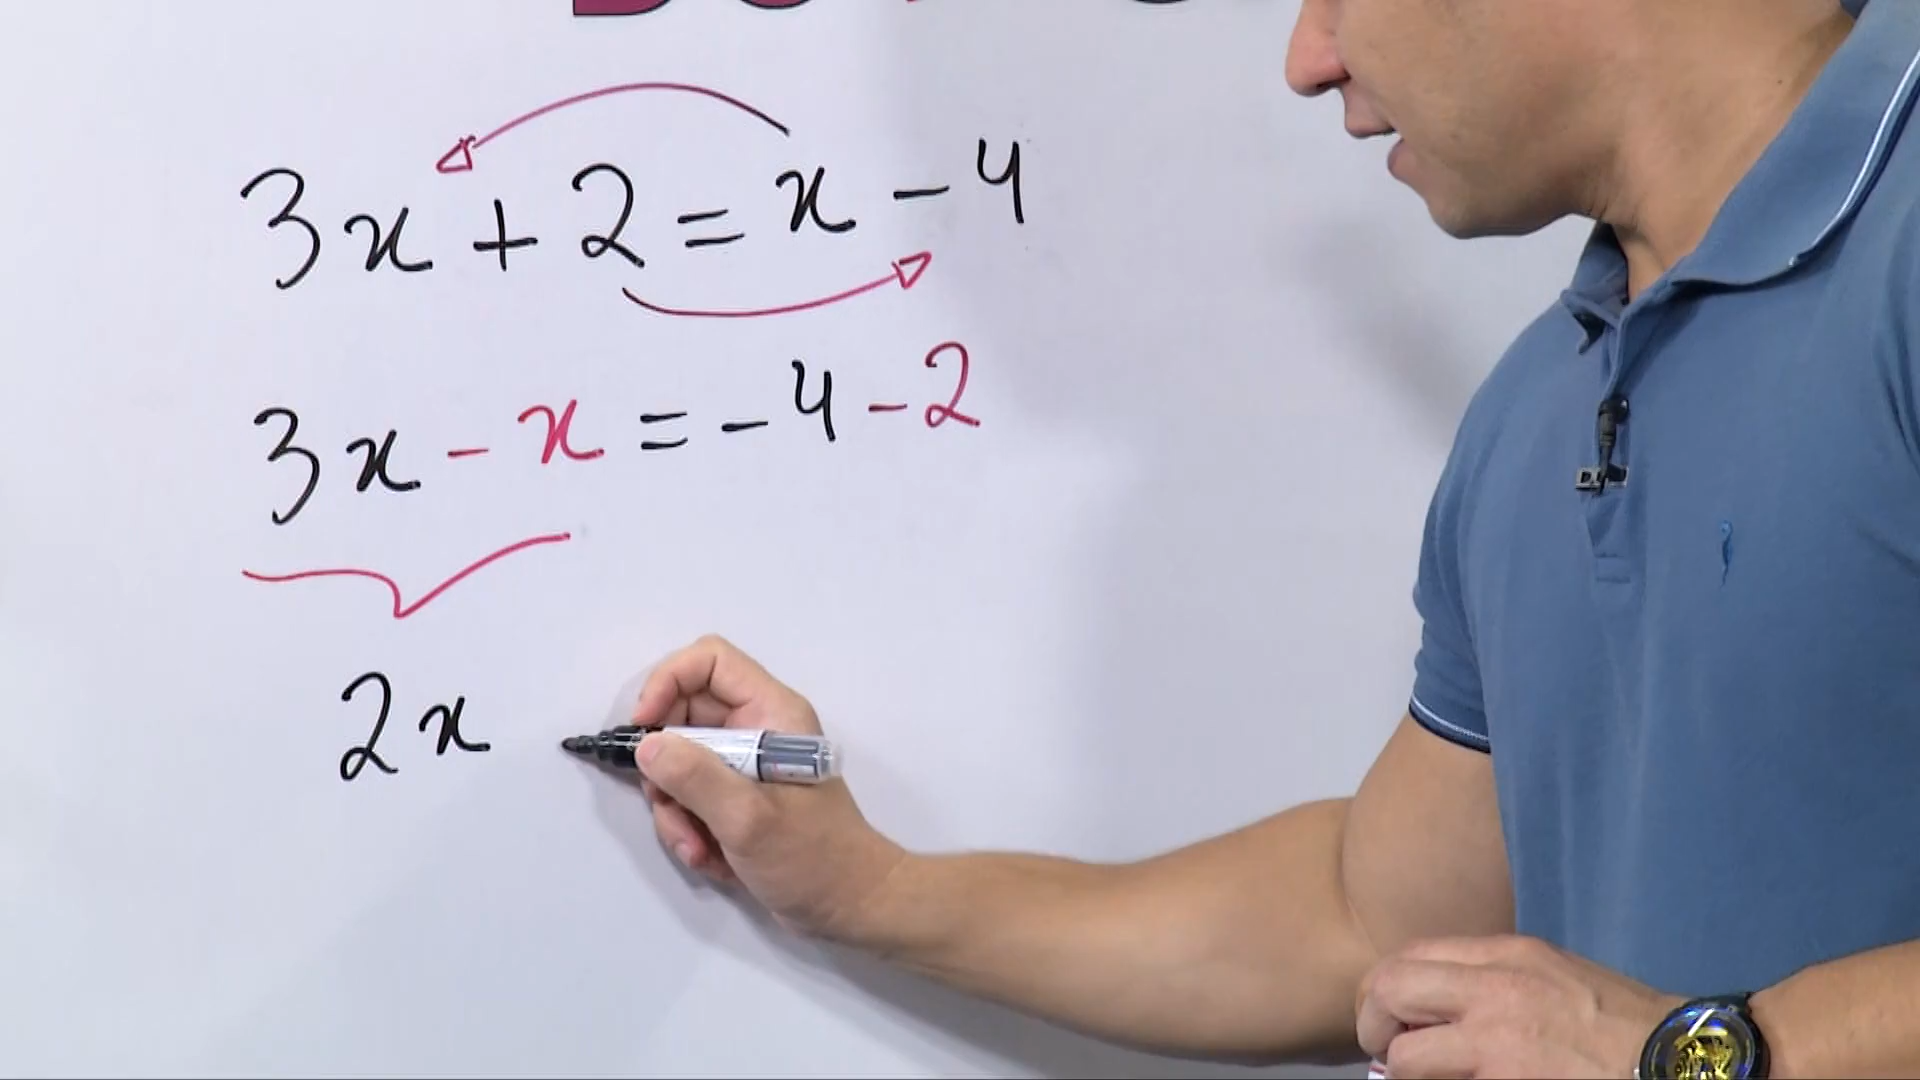 3x + 2 = x - 4
3x - x = - 4 - 2
2x